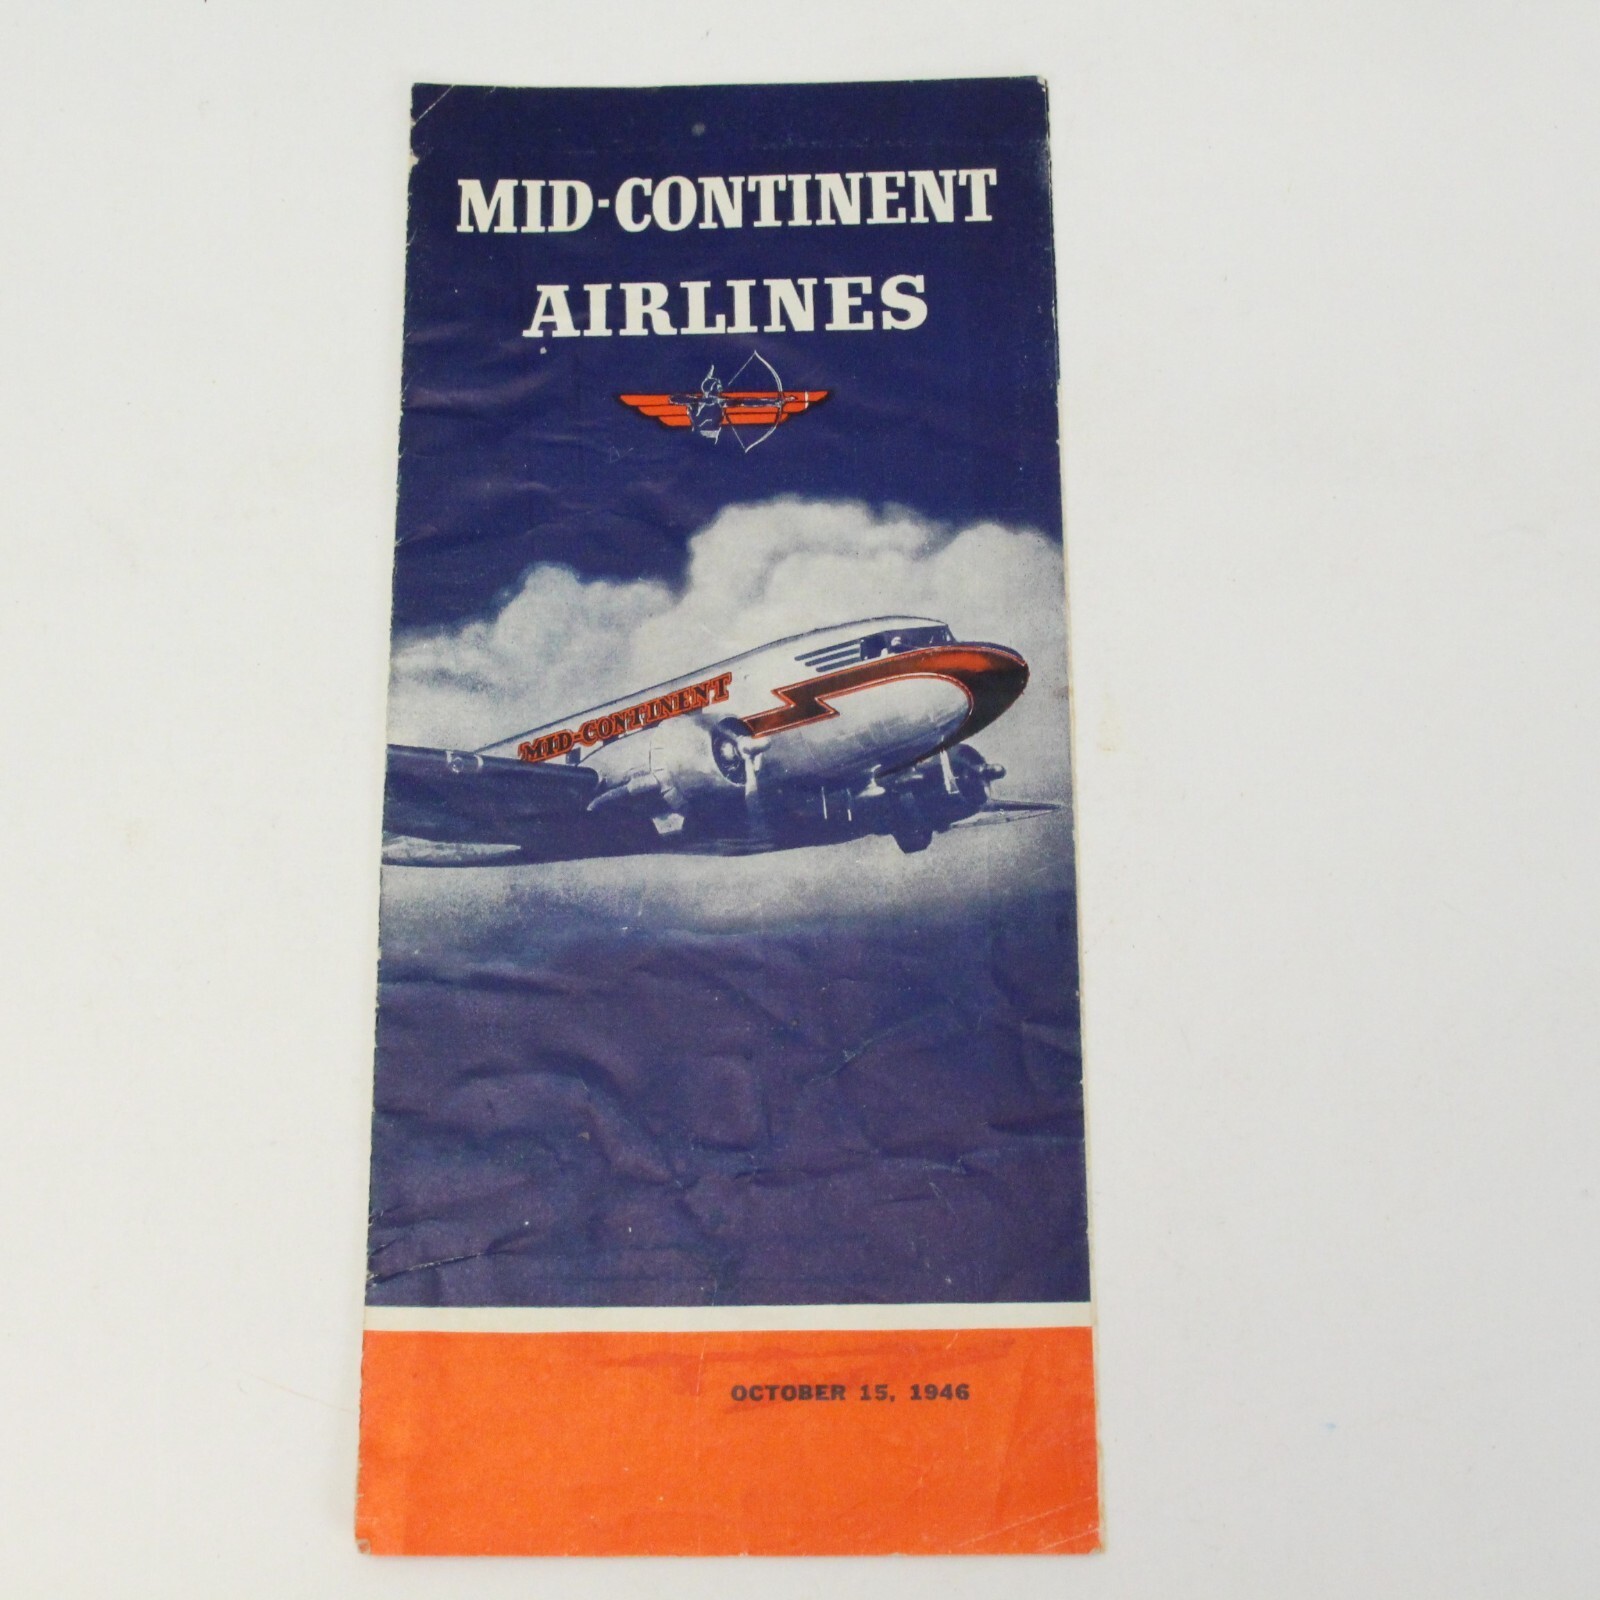 MID-CONTINENT
AIRLINES
MID-CONTINENT
OCTOBER 15, 1946